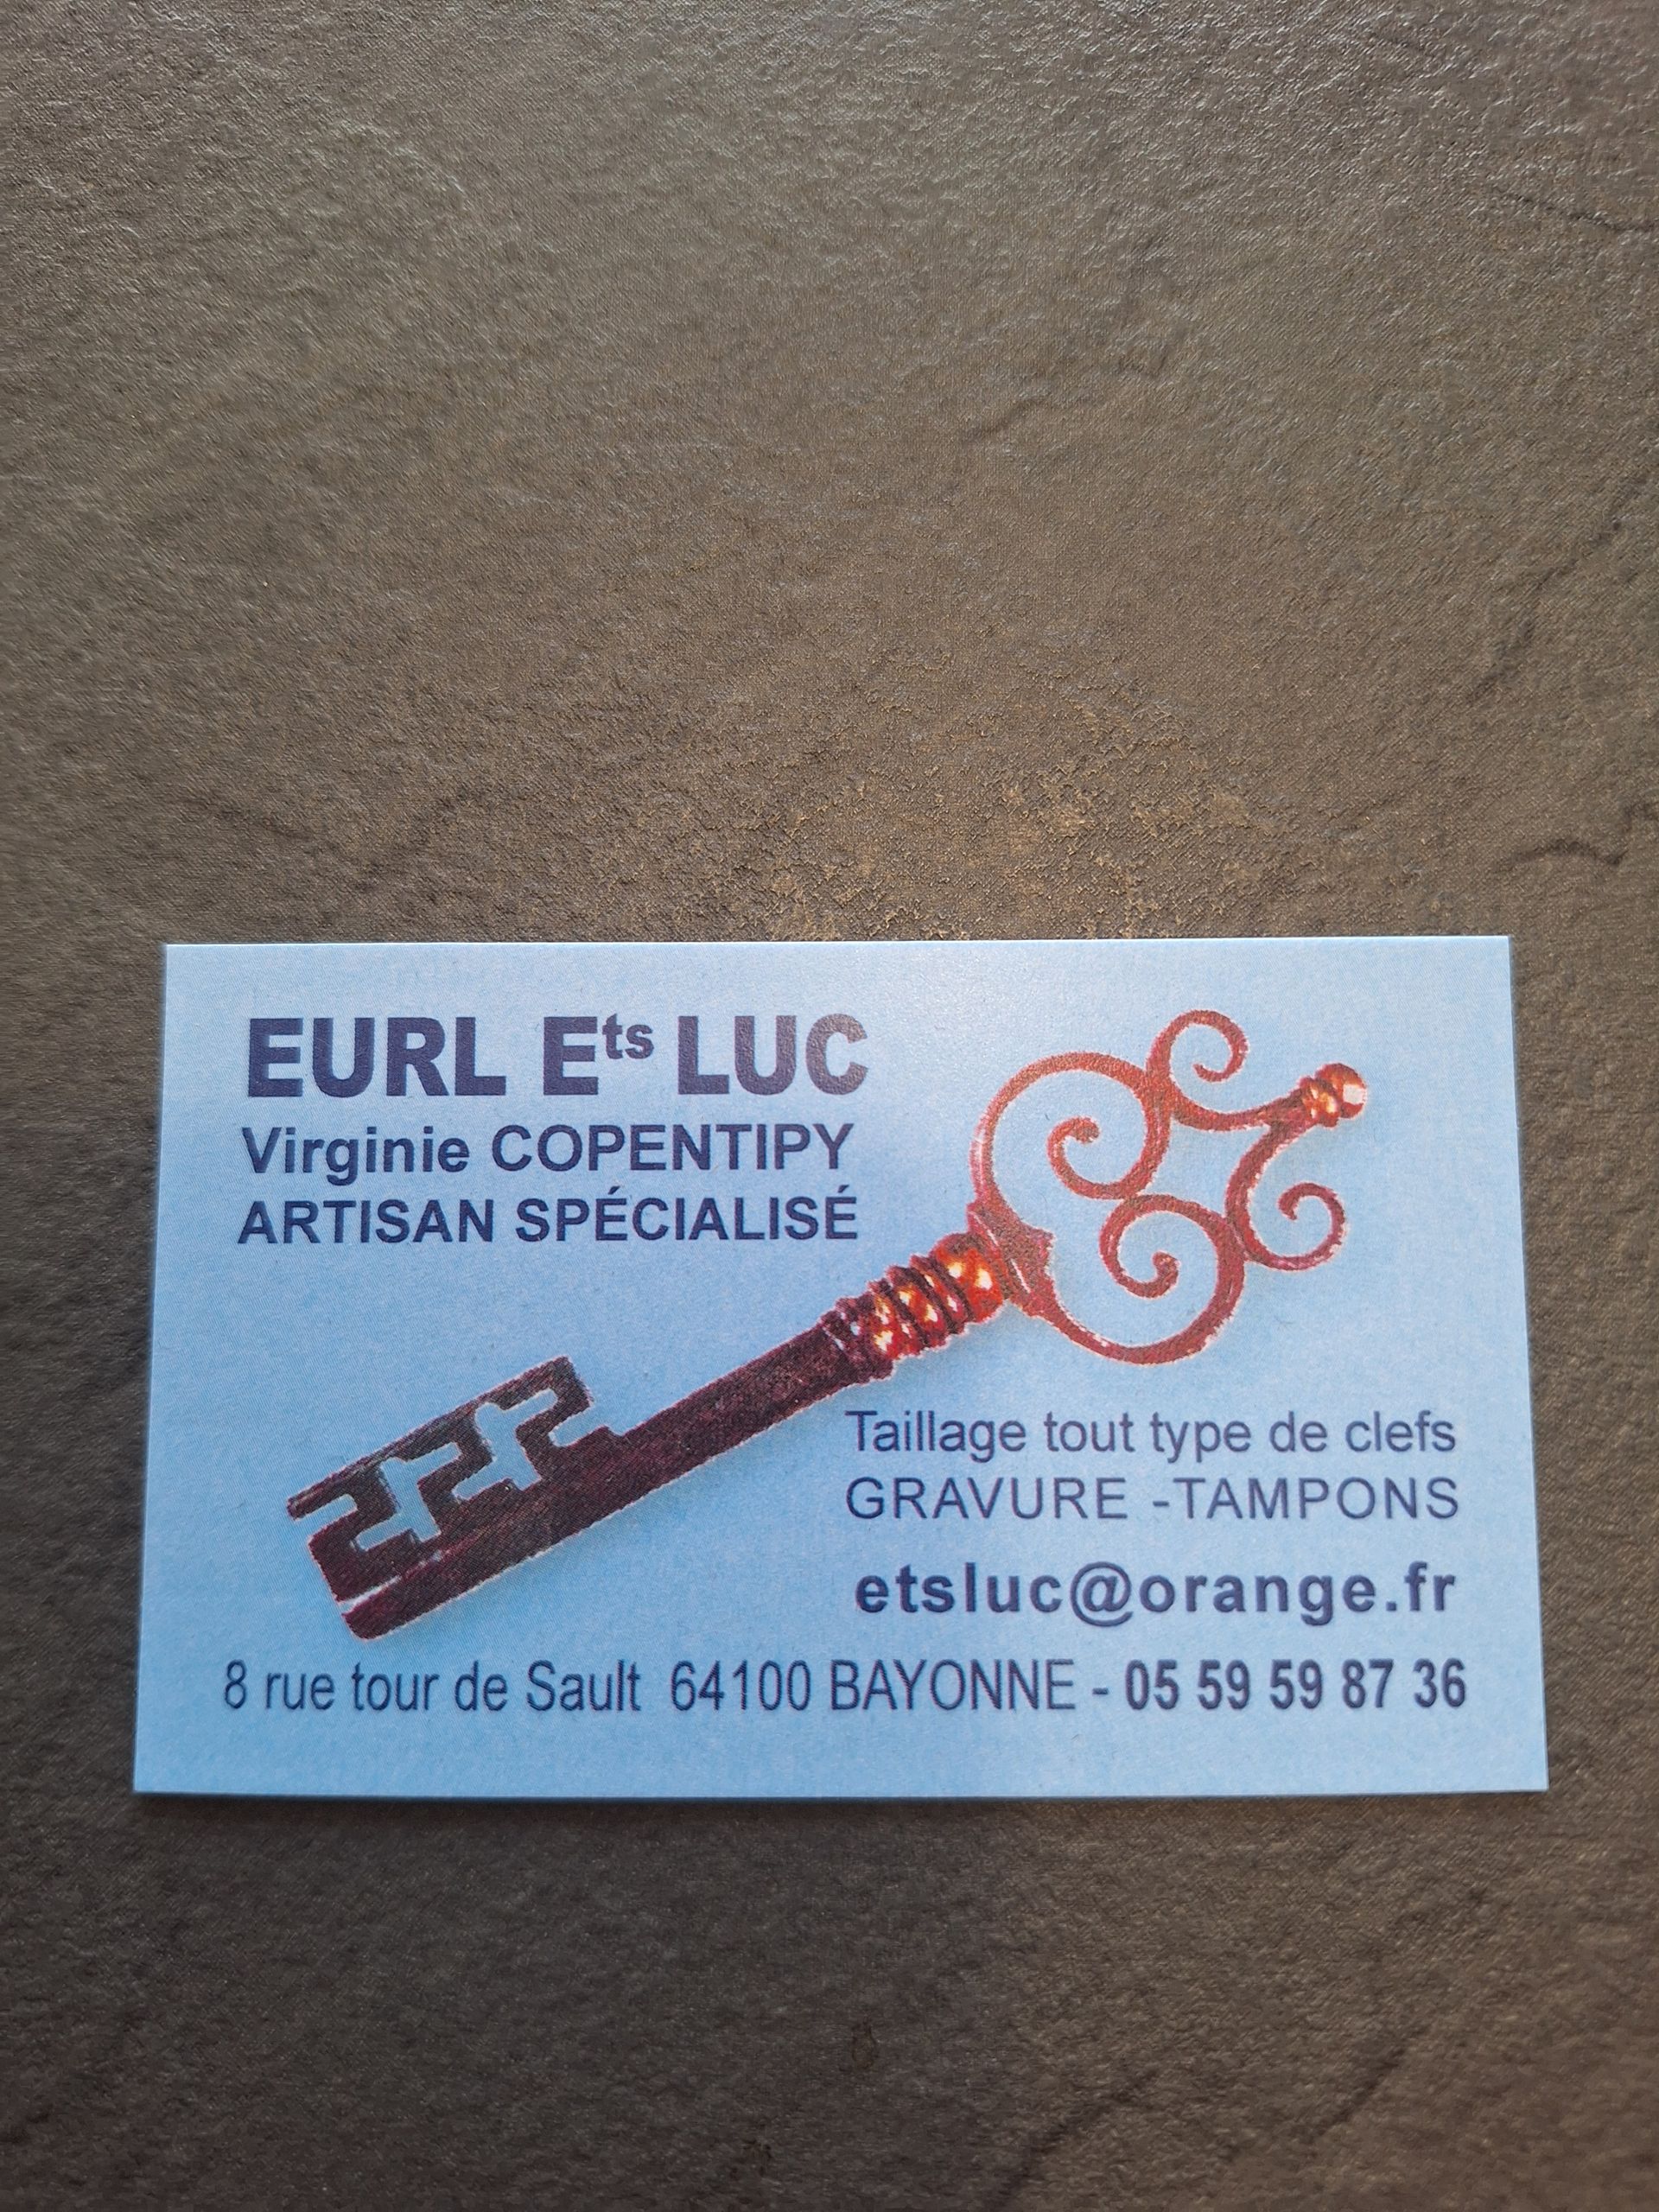 EURL Ets LUC
Virginie COPENTIPY
ARTISAN SPÉCIALISÉ
Taillage tout type de clefs
GRAVURE -TAMPONS
etsluc@orange.fr
8 rue tour de Sault 64100 BAYONNE - 05 59 59 87 36